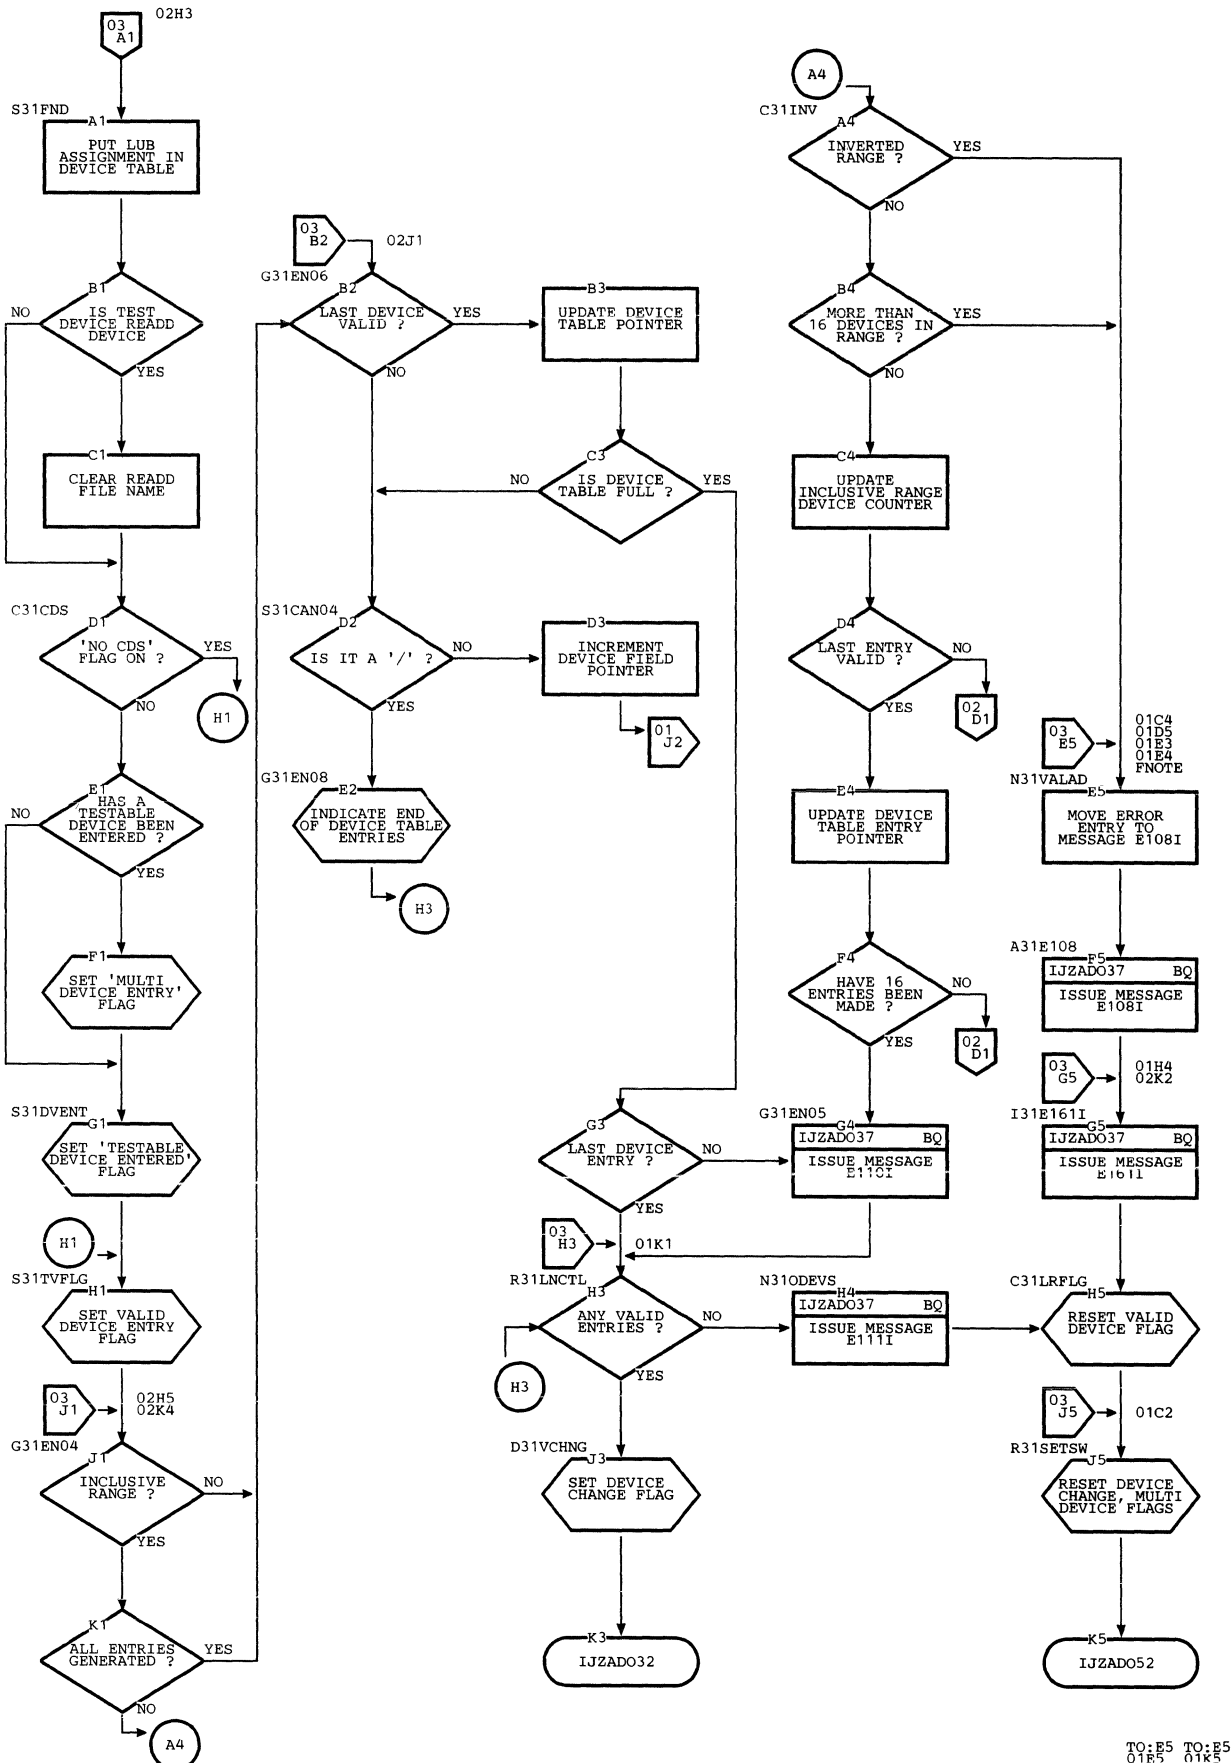 03
A1
02H3
S31FND
A1
PUT LUB
ASSIGNMENT IN
DEVICE TABLE
B1
IS TEST
DEVICE READD
DEVICE
NO
YES
C1
CLEAR READD
FILE NAME
C31CDS
D1
'NO CDS'
FLAG ON ?
YES
NO
H1
E1
HAS A
TESTABLE
DEVICE BEEN
ENTERED ?
NO
YES
F1
SET 'MULTI
DEVICE ENTRY'
FLAG
S31DVENT
G1
SET 'TESTABLE
DEVICE ENTERED'
FLAG
H1
S31TVFLG
H1
SET VALID
DEVICE ENTRY
FLAG
03
J1
02H5
02K4
G31EN04
J1
INCLUSIVE
RANGE ?
NO
YES
K1
ALL ENTRIES
GENERATED ?
YES
NO
A4
03
B2
02J1
G31EN06
B2
LAST DEVICE
VALID ?
YES
NO
B3
UPDATE DEVICE
TABLE POINTER
C3
IS DEVICE
TABLE FULL ?
NO
YES
S31CAN04
D2
IS IT A '/' ?
NO
YES
D3
INCREMENT
DEVICE FIELD
POINTER
01
J2
G31EN08
E2
INDICATE END
OF DEVICE TABLE
ENTRIES
H3
G3
LAST DEVICE
ENTRY ?
NO
YES
03
H3
01K1
R31LNCTL
H3
ANY VALID
ENTRIES ?
NO
YES
H3
D31VCHNG
J3
SET DEVICE
CHANGE FLAG
K3
IJZADO32
A4
C31INV
A4
INVERTED
RANGE ?
YES
NO
B4
MORE THAN
16 DEVICES IN
RANGE ?
YES
NO
C4
UPDATE
INCLUSIVE RANGE
DEVICE COUNTER
D4
LAST ENTRY
VALID ?
NO
YES
02
D1
E4
UPDATE DEVICE
TABLE ENTRY
POINTER
F4
HAVE 16
ENTRIES BEEN
MADE ?
NO
YES
02
D1
G31EN05
G4
IJZADO37 BQ
ISSUE MESSAGE
E110I
N31ODEVS
H4
IJZADO37 BQ
ISSUE MESSAGE
E111I
03
E5
01C4
01D5
01E3
01E4
FNOTE
N31VALAD
E5
MOVE ERROR
ENTRY TO
MESSAGE E108I
A31E108
F5
IJZADO37 BQ
ISSUE MESSAGE
E108I
03
G5
01H4
02K2
I31E161I
G5
IJZADO37 BQ
ISSUE MESSAGE
E161I
C31LRFLG
H5
RESET VALID
DEVICE FLAG
03
J5
01C2
R31SETSW
J5
RESET DEVICE
CHANGE, MULTI
DEVICE FLAGS
K5
IJZADO52
TO:E5 TO:E5
01E5 01K5